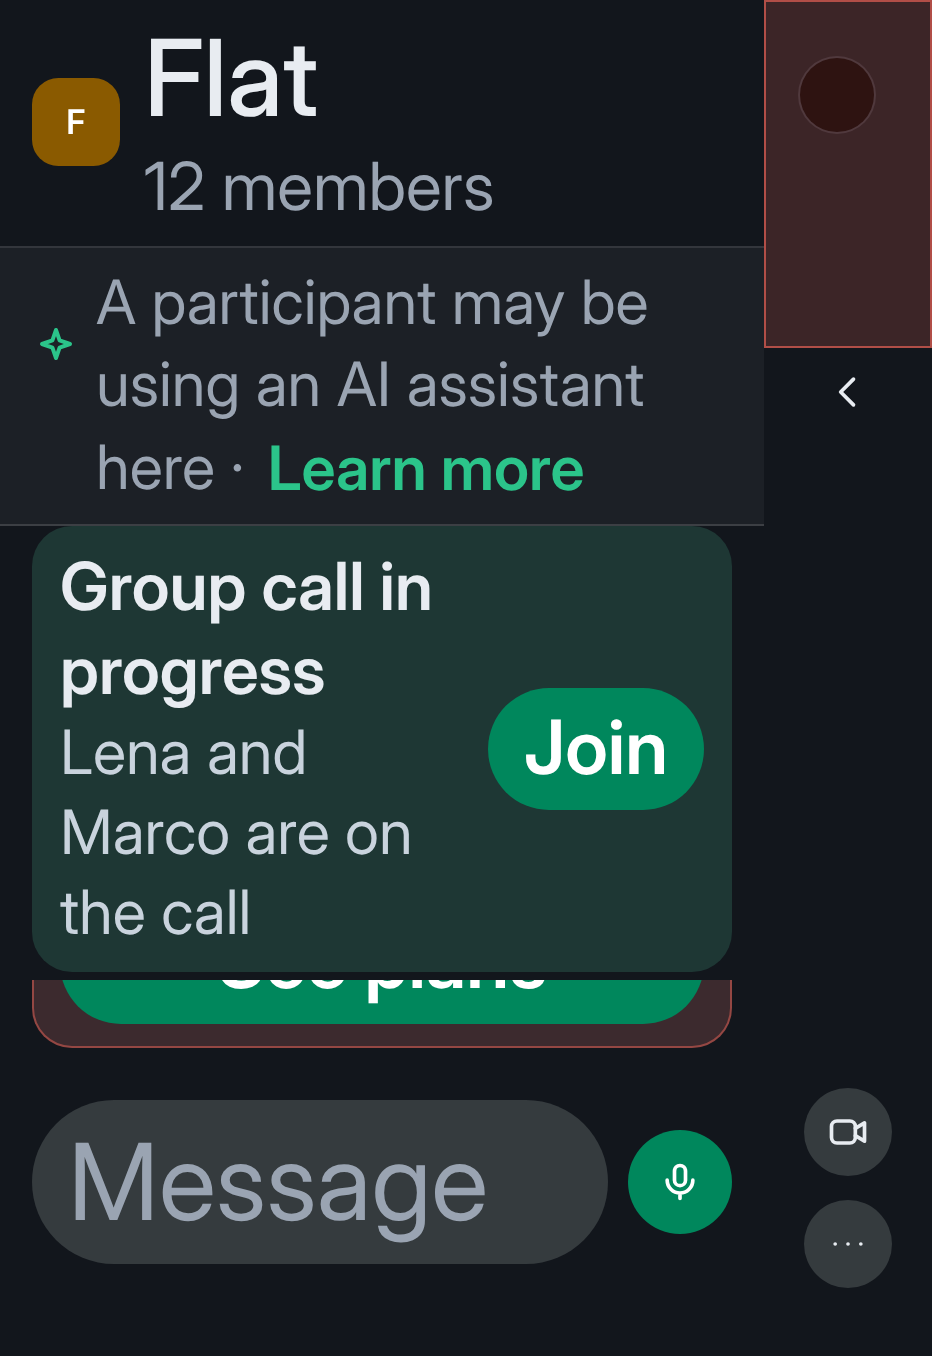 F
Flat
12 members
A participant may be
using an AI assistant
here · Learn more
Group call in
progress
Lena and
Marco are on
the call
Join
Message